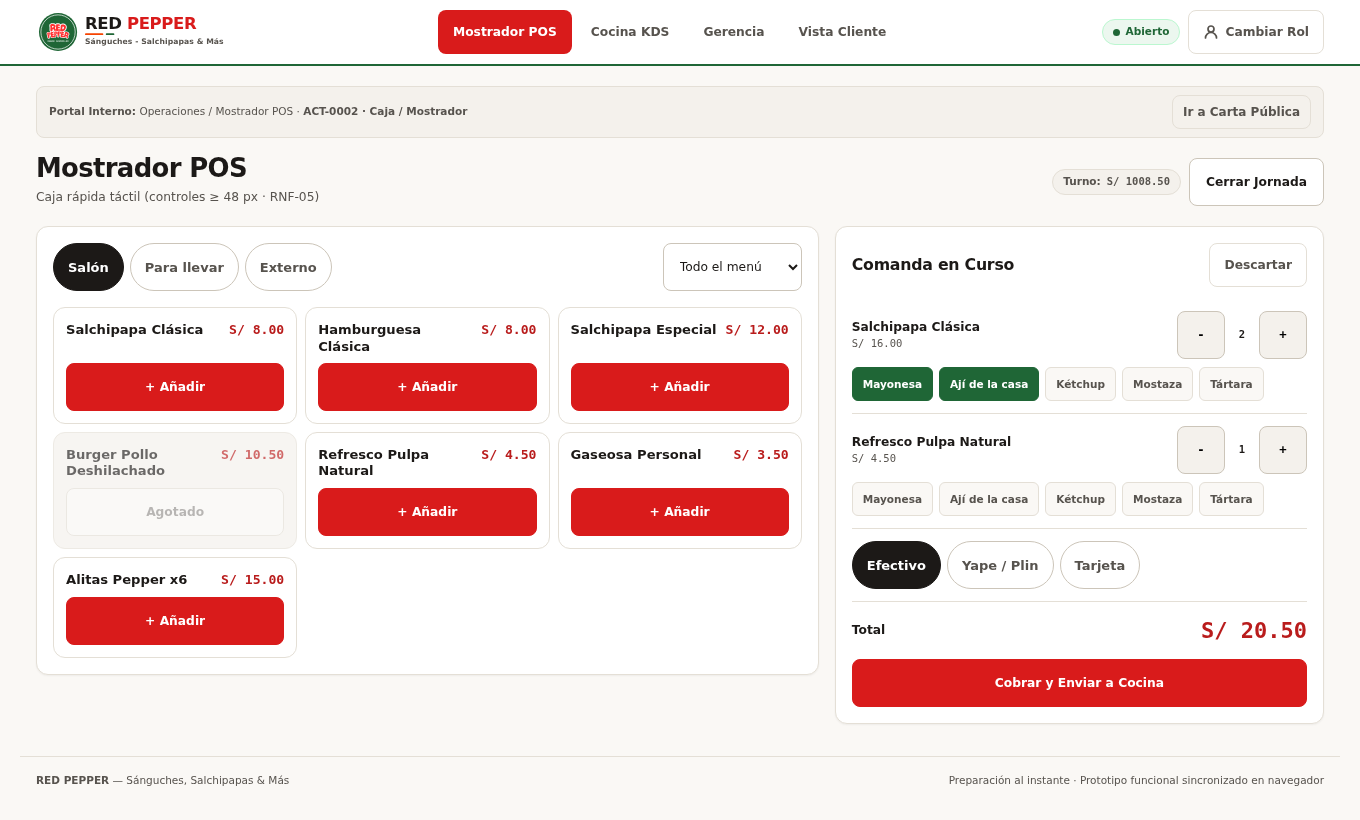 RED PEPPER
Sánguches · Salchipapas & Más
Mostrador POS
Cocina KDS
Gerencia
Vista Cliente
Abierto
Cambiar Rol
Portal Interno: Operaciones / Mostrador POS · ACT-0002 · Caja / Mostrador
Ir a Carta Pública
Mostrador POS
Caja rápida táctil (controles ≥ 48 px · RNF-05)
Turno: S/ 1008.50
Cerrar Jornada
Salón
Para llevar
Externo
Todo el menú
Salchipapa Clásica S/ 8.00
+ Añadir
Hamburguesa Clásica S/ 8.00
+ Añadir
Salchipapa Especial S/ 12.00
+ Añadir
Burger Pollo Deshilachado S/ 10.50
Agotado
Refresco Pulpa Natural S/ 4.50
+ Añadir
Gaseosa Personal S/ 3.50
+ Añadir
Alitas Pepper x6 S/ 15.00
+ Añadir
Comanda en Curso
Descartar
Salchipapa Clásica
S/ 16.00
- 2 +
Mayonesa
Ají de la casa
Kétchup
Mostaza
Tártara
Refresco Pulpa Natural
S/ 4.50
- 1 +
Mayonesa
Ají de la casa
Kétchup
Mostaza
Tártara
Efectivo
Yape / Plin
Tarjeta
Total S/ 20.50
Cobrar y Enviar a Cocina
RED PEPPER — Sánguches, Salchipapas & Más
Preparación al instante · Prototipo funcional sincronizado en navegador